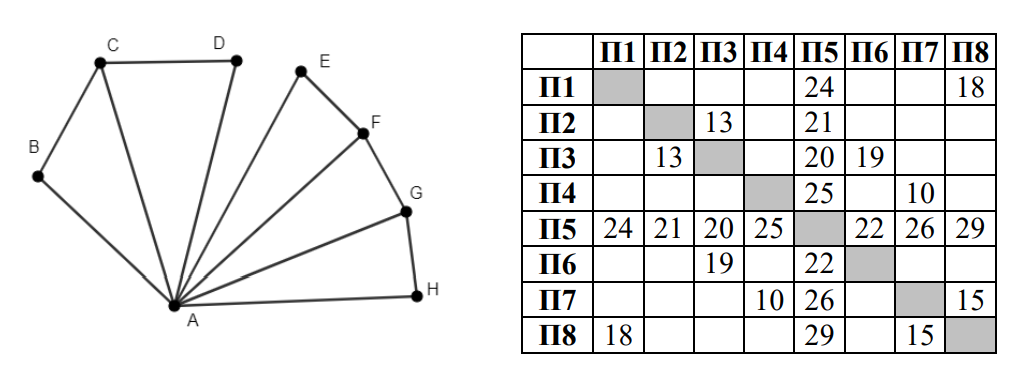 C
D
E
F
B
G
H
A
П1 П2 П3 П4 П5 П6 П7 П8
П1 24 18
П2 13 21
П3 13 20 19
П4 25 10
П5 24 21 20 25 22 26 29
П6 19 22
П7 10 26 15
П8 18 29 15